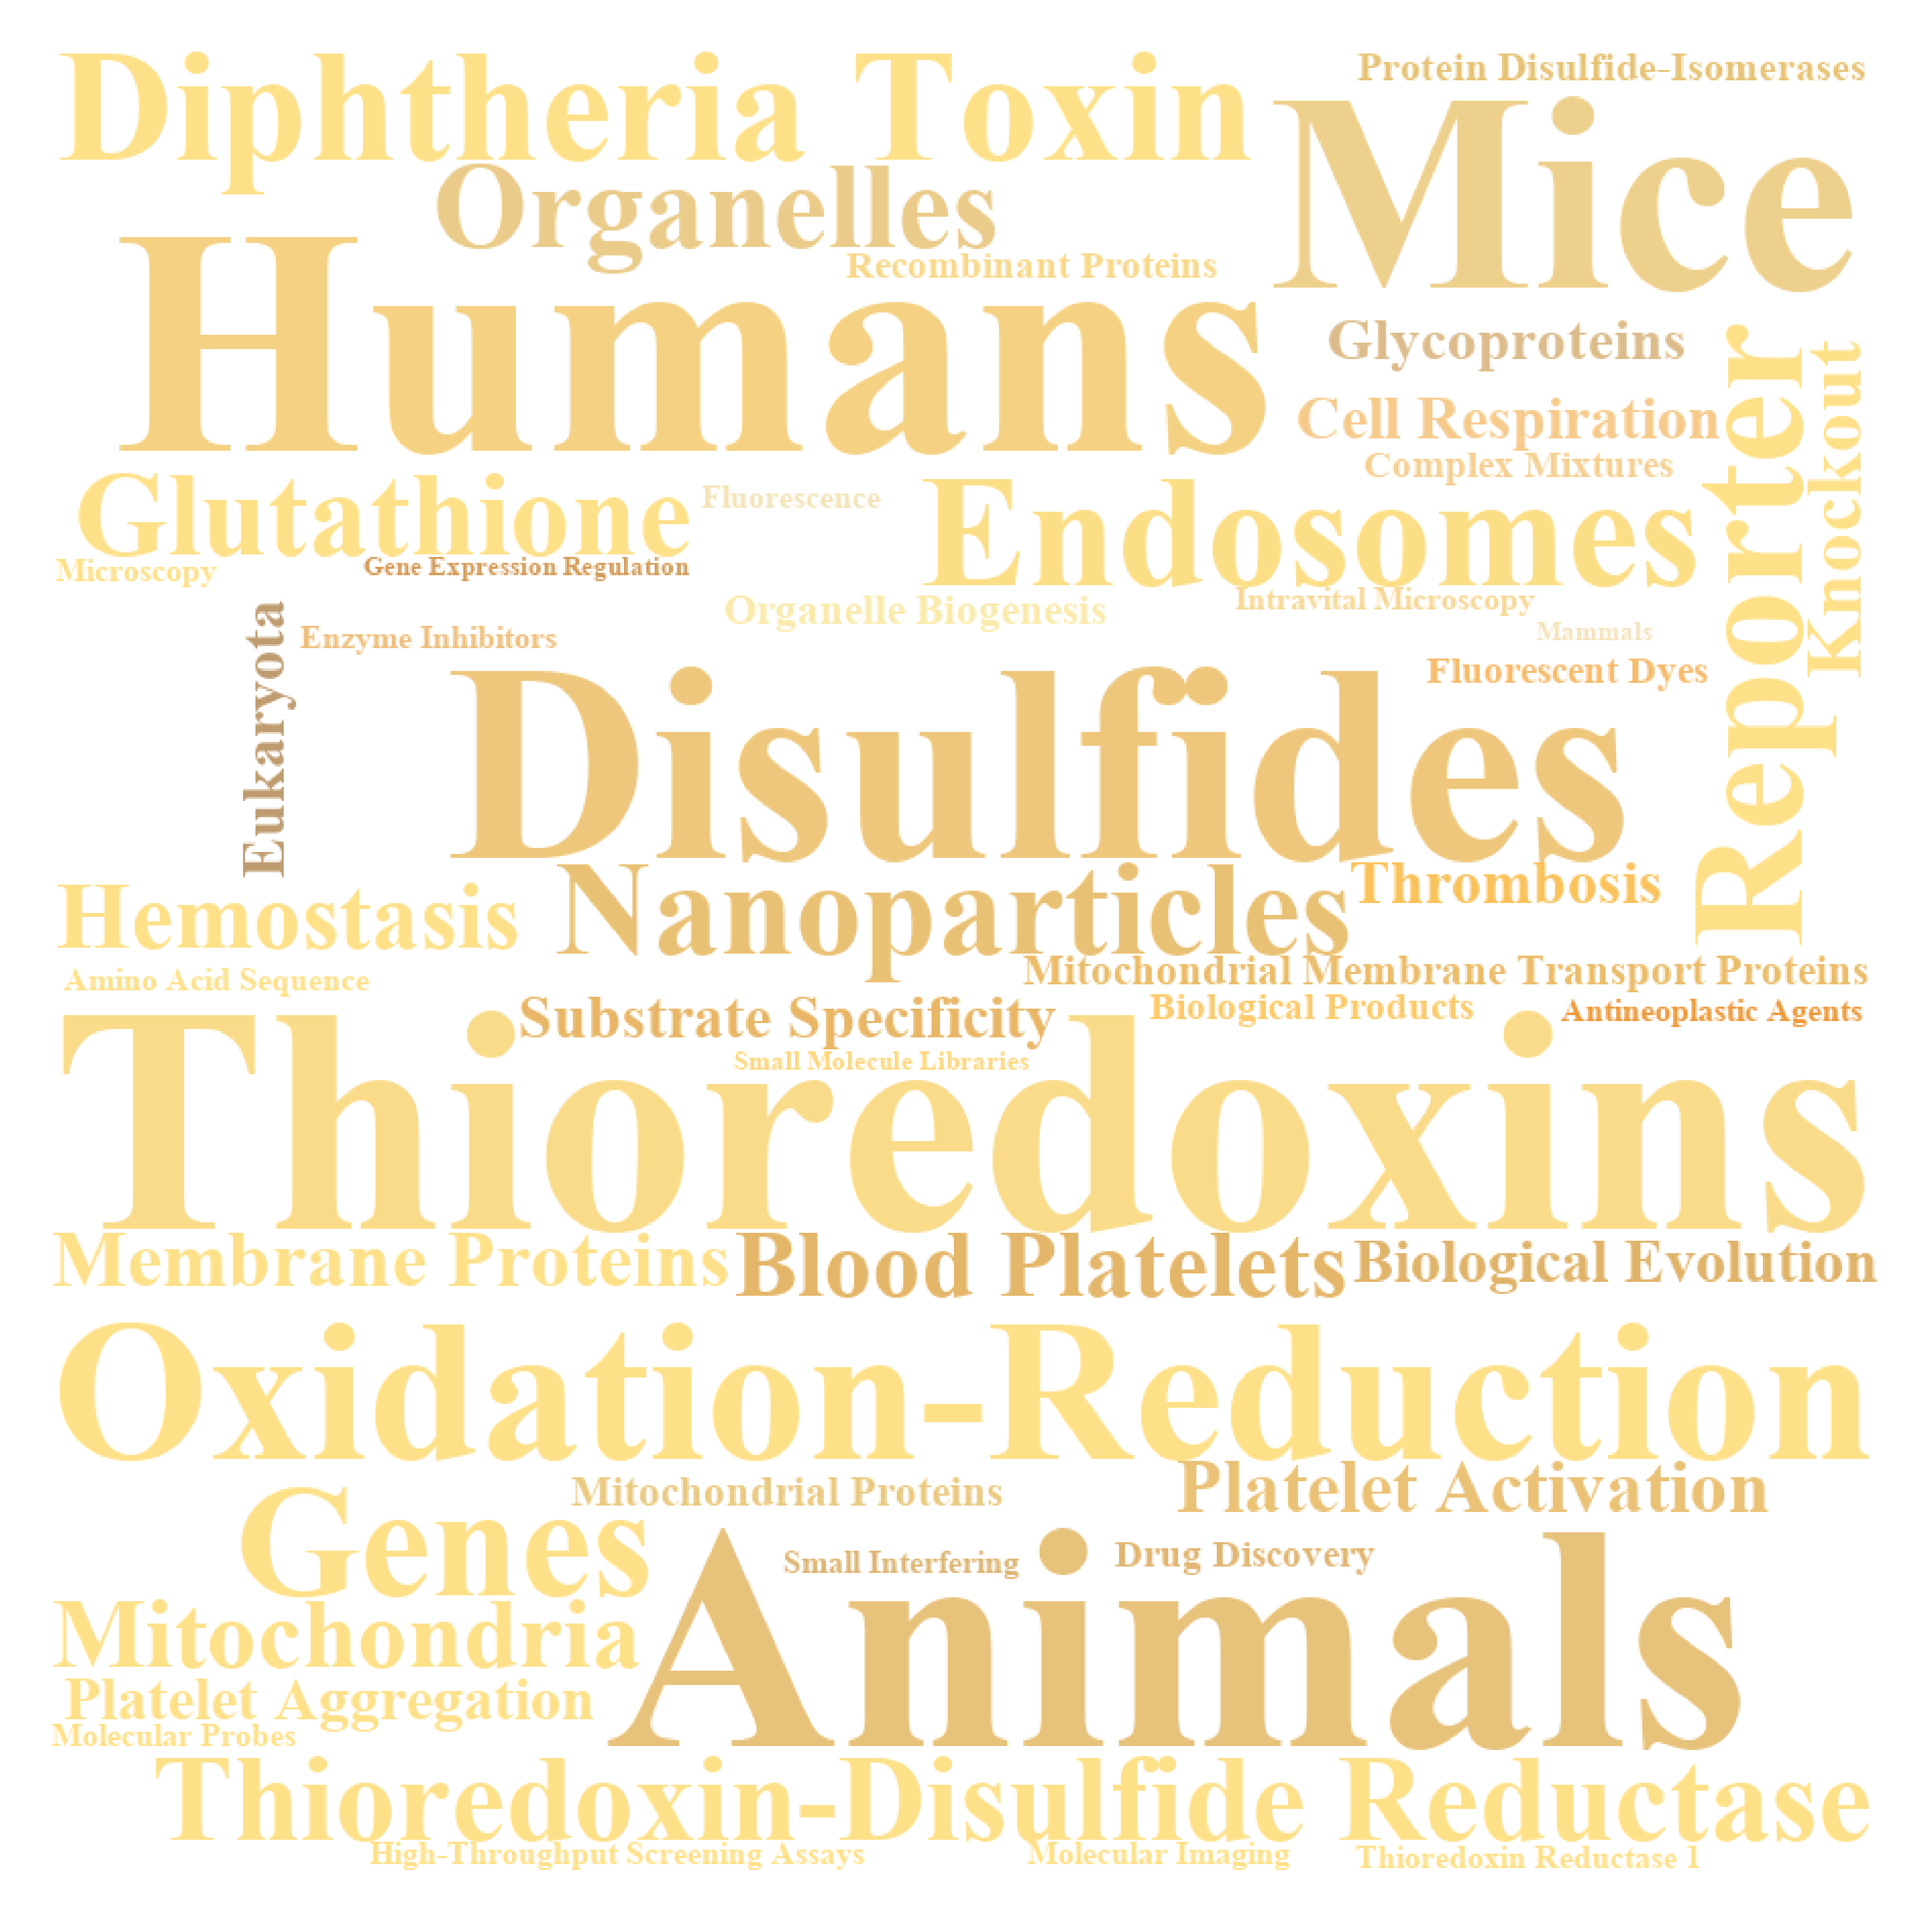 Diphtheria Toxin
Protein Disulfide-Isomerases
Mice
Organelles
Recombinant Proteins
Humans
Glycoproteins
Reporter
Knockout
Cell Respiration
Complex Mixtures
Glutathione
Fluorescence
Endosomes
Microscopy
Gene Expression Regulation
Organelle Biogenesis
Intravital Microscopy
Eukaryota
Enzyme Inhibitors
Mammals
Fluorescent Dyes
Disulfides
Nanoparticles
Thrombosis
Hemostasis
Amino Acid Sequence
Mitochondrial Membrane Transport Proteins
Substrate Specificity
Biological Products
Antineoplastic Agents
Small Molecule Libraries
Thioredoxins
Membrane Proteins
Blood Platelets
Biological Evolution
Oxidation-Reduction
Mitochondrial Proteins
Platelet Activation
Genes
Small Interfering
Drug Discovery
Animals
Mitochondria
Platelet Aggregation
Molecular Probes
Thioredoxin-Disulfide Reductase
High-Throughput Screening Assays
Molecular Imaging
Thioredoxin Reductase 1